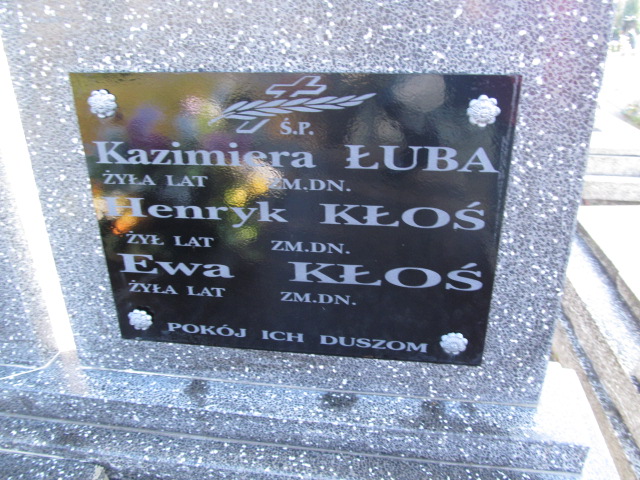 Ś.P.
Kazimiera ŁUBA
ŻYŁA LAT ZM.DN.
Henryk KŁOŚ
ŻYŁ LAT ZM.DN.
Ewa KŁOŚ
ŻYŁA LAT ZM.DN.
POKÓJ ICH DUSZOM